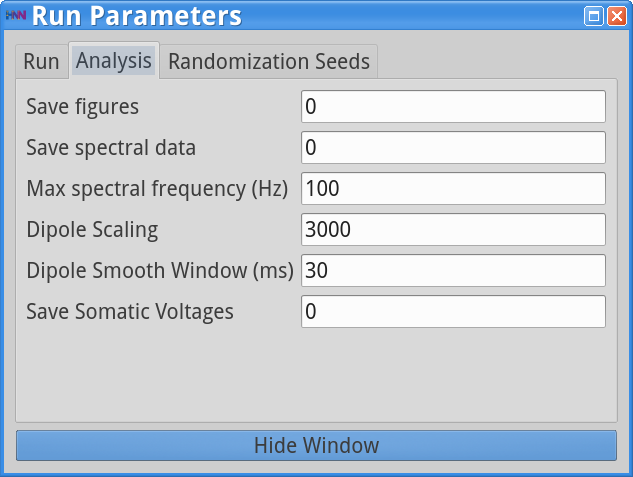 HNN Run Parameters
Run Analysis Randomization Seeds
Save figures 0
Save spectral data 0
Max spectral frequency (Hz) 100
Dipole Scaling 3000
Dipole Smooth Window (ms) 30
Save Somatic Voltages 0
Hide Window